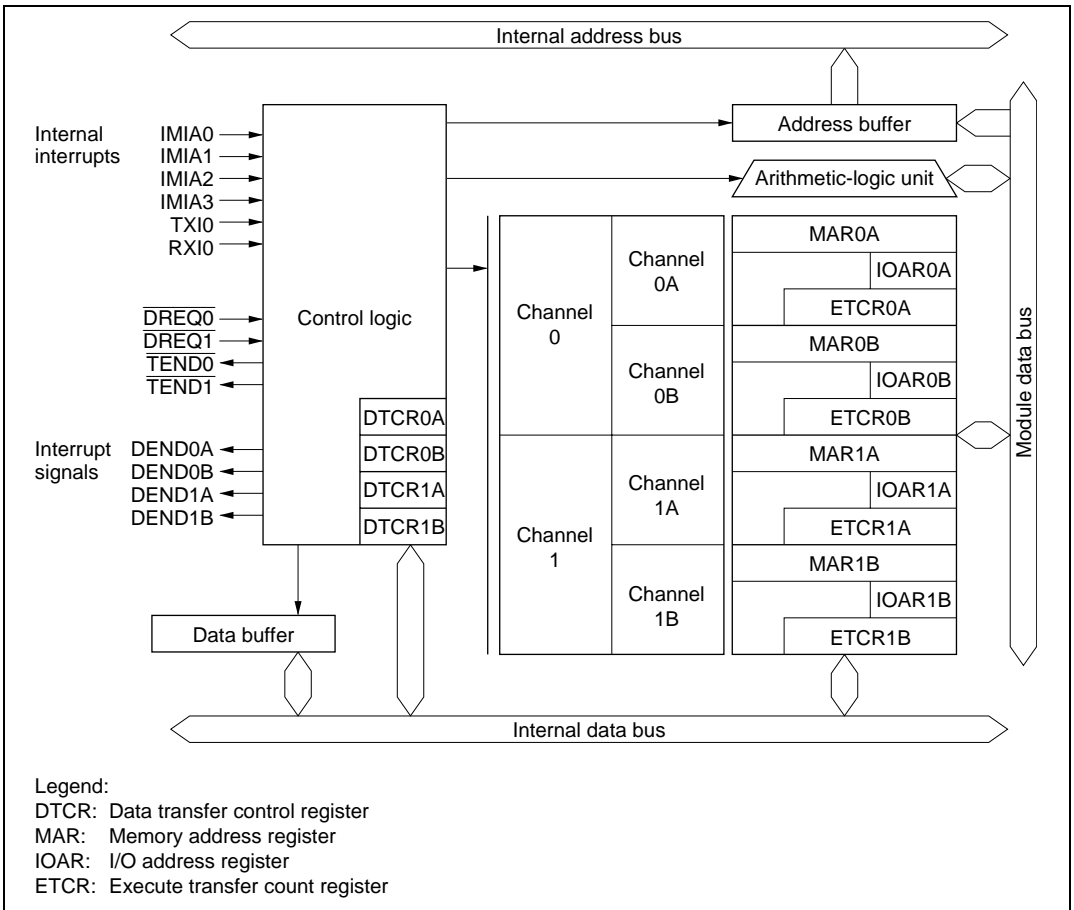 Internal address bus
Internal
interrupts
IMIA0
IMIA1
IMIA2
IMIA3
TXI0
RXI0
DREQ0
DREQ1
TEND0
TEND1
Interrupt
signals
DEND0A
DEND0B
DEND1A
DEND1B
Control logic
DTCR0A
DTCR0B
DTCR1A
DTCR1B
Data buffer
Address buffer
Arithmetic-logic unit
Channel
0
Channel
0A
Channel
0B
Channel
1
Channel
1A
Channel
1B
MAR0A
IOAR0A
ETCR0A
MAR0B
IOAR0B
ETCR0B
MAR1A
IOAR1A
ETCR1A
MAR1B
IOAR1B
ETCR1B
Module data bus
Internal data bus
Legend:
DTCR: Data transfer control register
MAR: Memory address register
IOAR: I/O address register
ETCR: Execute transfer count register